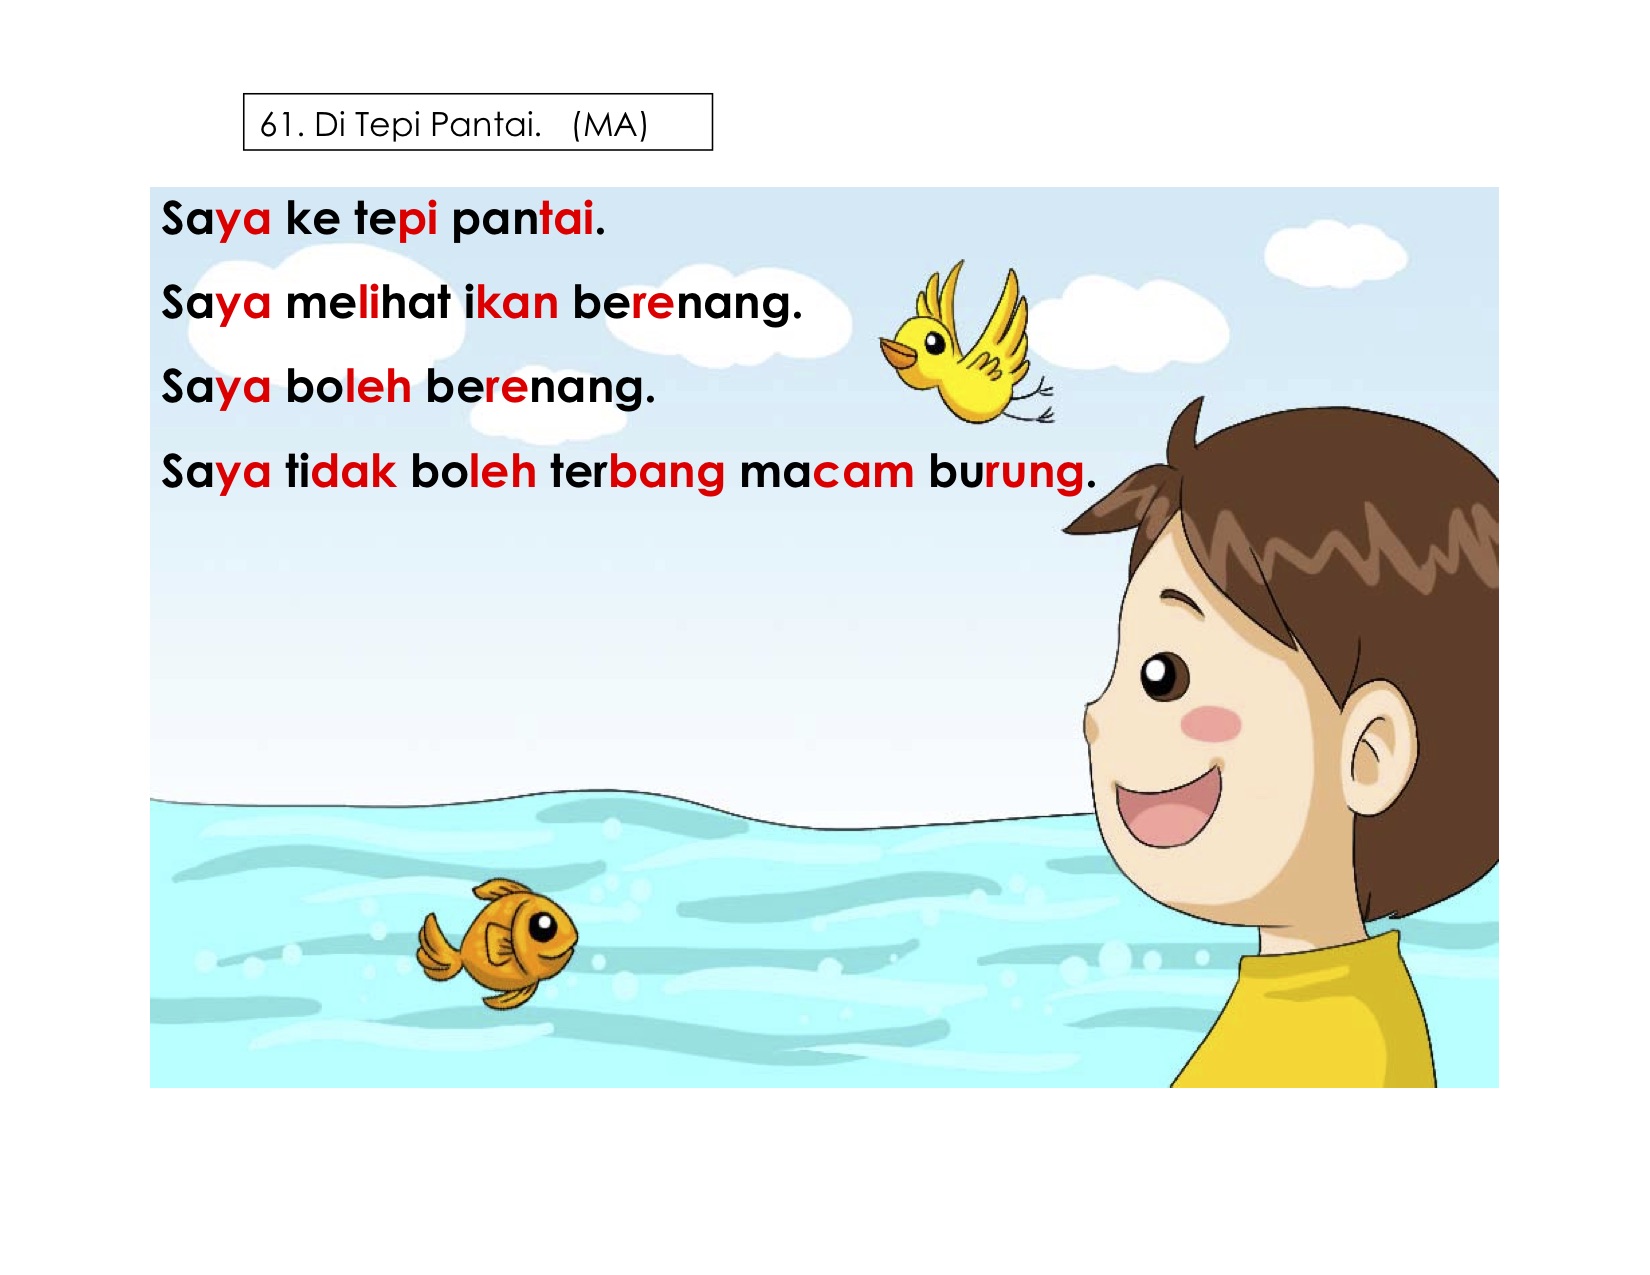 61. Di Tepi Pantai. (MA)
Saya ke tepi pantai.
Saya melihat ikan berenang.
Saya boleh berenang.
Saya tidak boleh terbang macam burung.